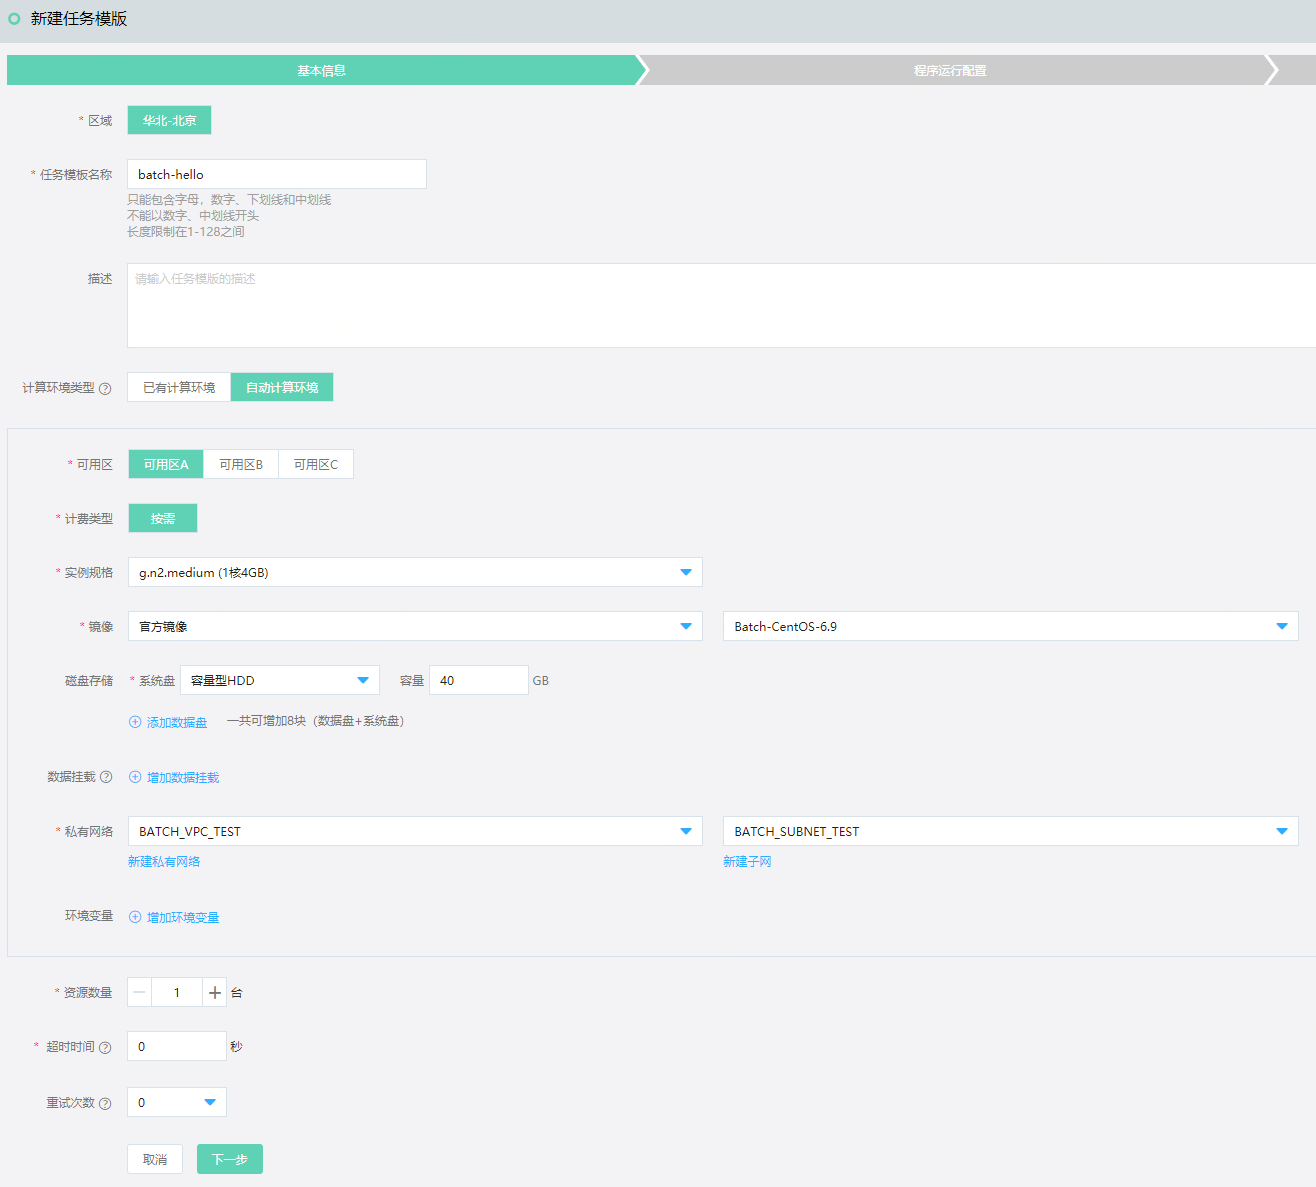 新建任务模版
基本信息
程序运行配置
* 区域 华北-北京
* 任务模板名称 batch-hello
只能包含字母，数字、下划线和中划线
不能以数字、中划线开头
长度限制在1-128之间
描述 请输入任务模版的描述
计算环境类型 ? 已有计算环境 自动计算环境
* 可用区 可用区A 可用区B 可用区C
* 计费类型 按需
* 实例规格 g.n2.medium (1核4GB)
* 镜像 官方镜像 Batch-CentOS-6.9
磁盘存储 * 系统盘 容量型HDD 容量 40 GB
添加数据盘 一共可增加8块（数据盘+系统盘）
数据挂载 ? 增加数据挂载
* 私有网络 BATCH_VPC_TEST BATCH_SUBNET_TEST
新建私有网络 新建子网
环境变量 增加环境变量
* 资源数量 — 1 + 台
* 超时时间 ? 0 秒
重试次数 ? 0
取消 下一步